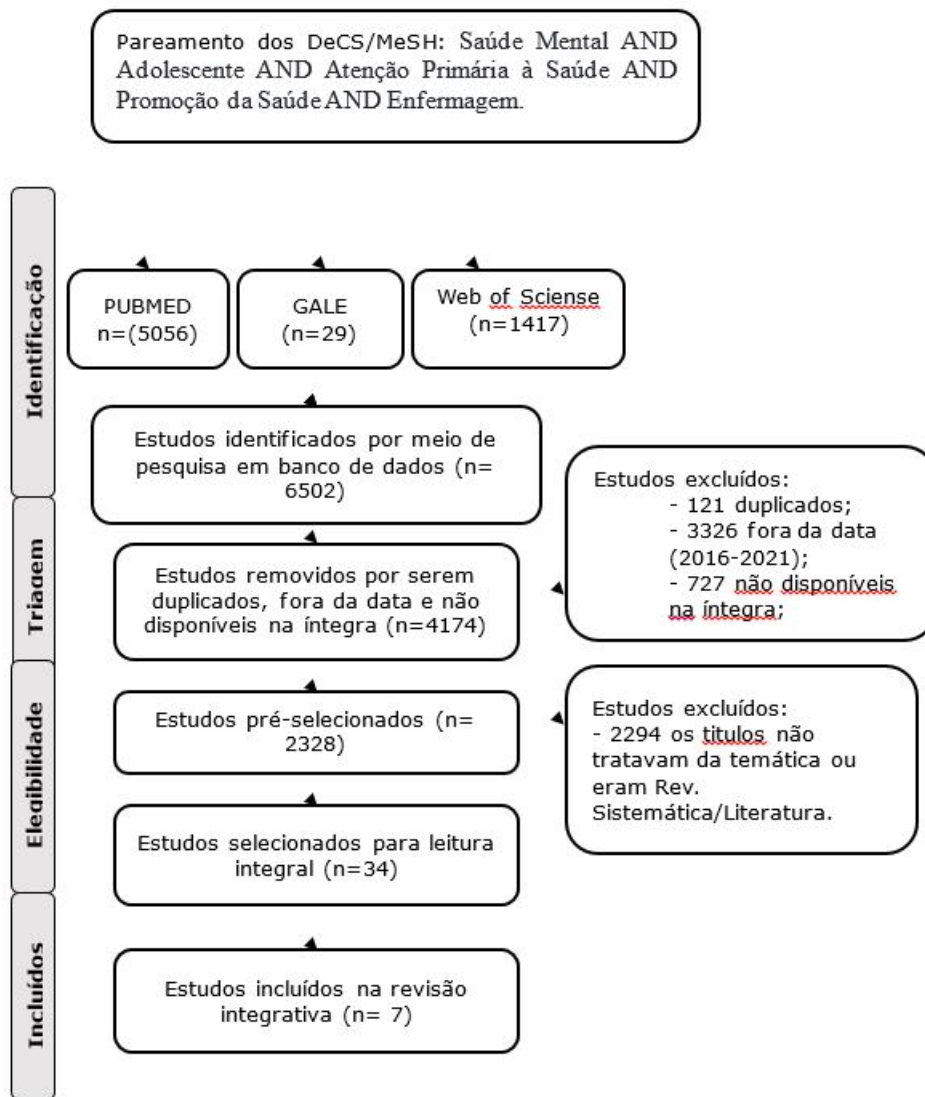 Pareamento dos DeCS/MeSH: Saúde Mental AND
Adolescente AND Atenção Primária à Saúde AND
Promoção da Saúde AND Enfermagem.
Identificação
PUBMED
n=(5056)
GALE
(n=29)
Web of Sciense
(n=1417)
Estudos identificados por meio de
pesquisa em banco de dados (n=
6502)
Triagem
Estudos removidos por serem
duplicados, fora da data e não
disponíveis na íntegra (n=4174)
Estudos excluídos:
- 121 duplicados;
- 3326 fora da data
(2016-2021);
- 727 não disponíveis
na íntegra;
Elegibilidade
Estudos pré-selecionados (n=
2328)
Estudos excluídos:
- 2294 os titulos não
tratavam da temática ou
eram Rev.
Sistemática/Literatura.
Estudos selecionados para leitura
integral (n=34)
Incluídos
Estudos incluídos na revisão
integrativa (n= 7)